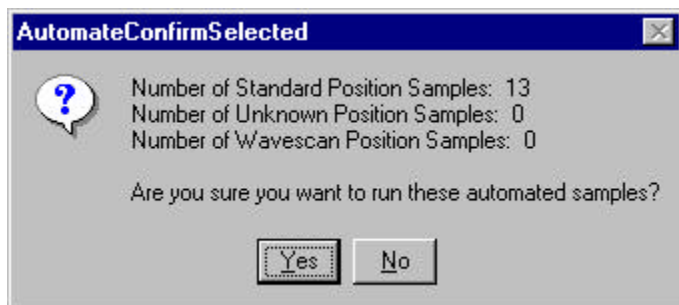 AutomateConfirmSelected
Number of Standard Position Samples: 13
Number of Unknown Position Samples: 0
Number of Wavescan Position Samples: 0
Are you sure you want to run these automated samples?
Yes No